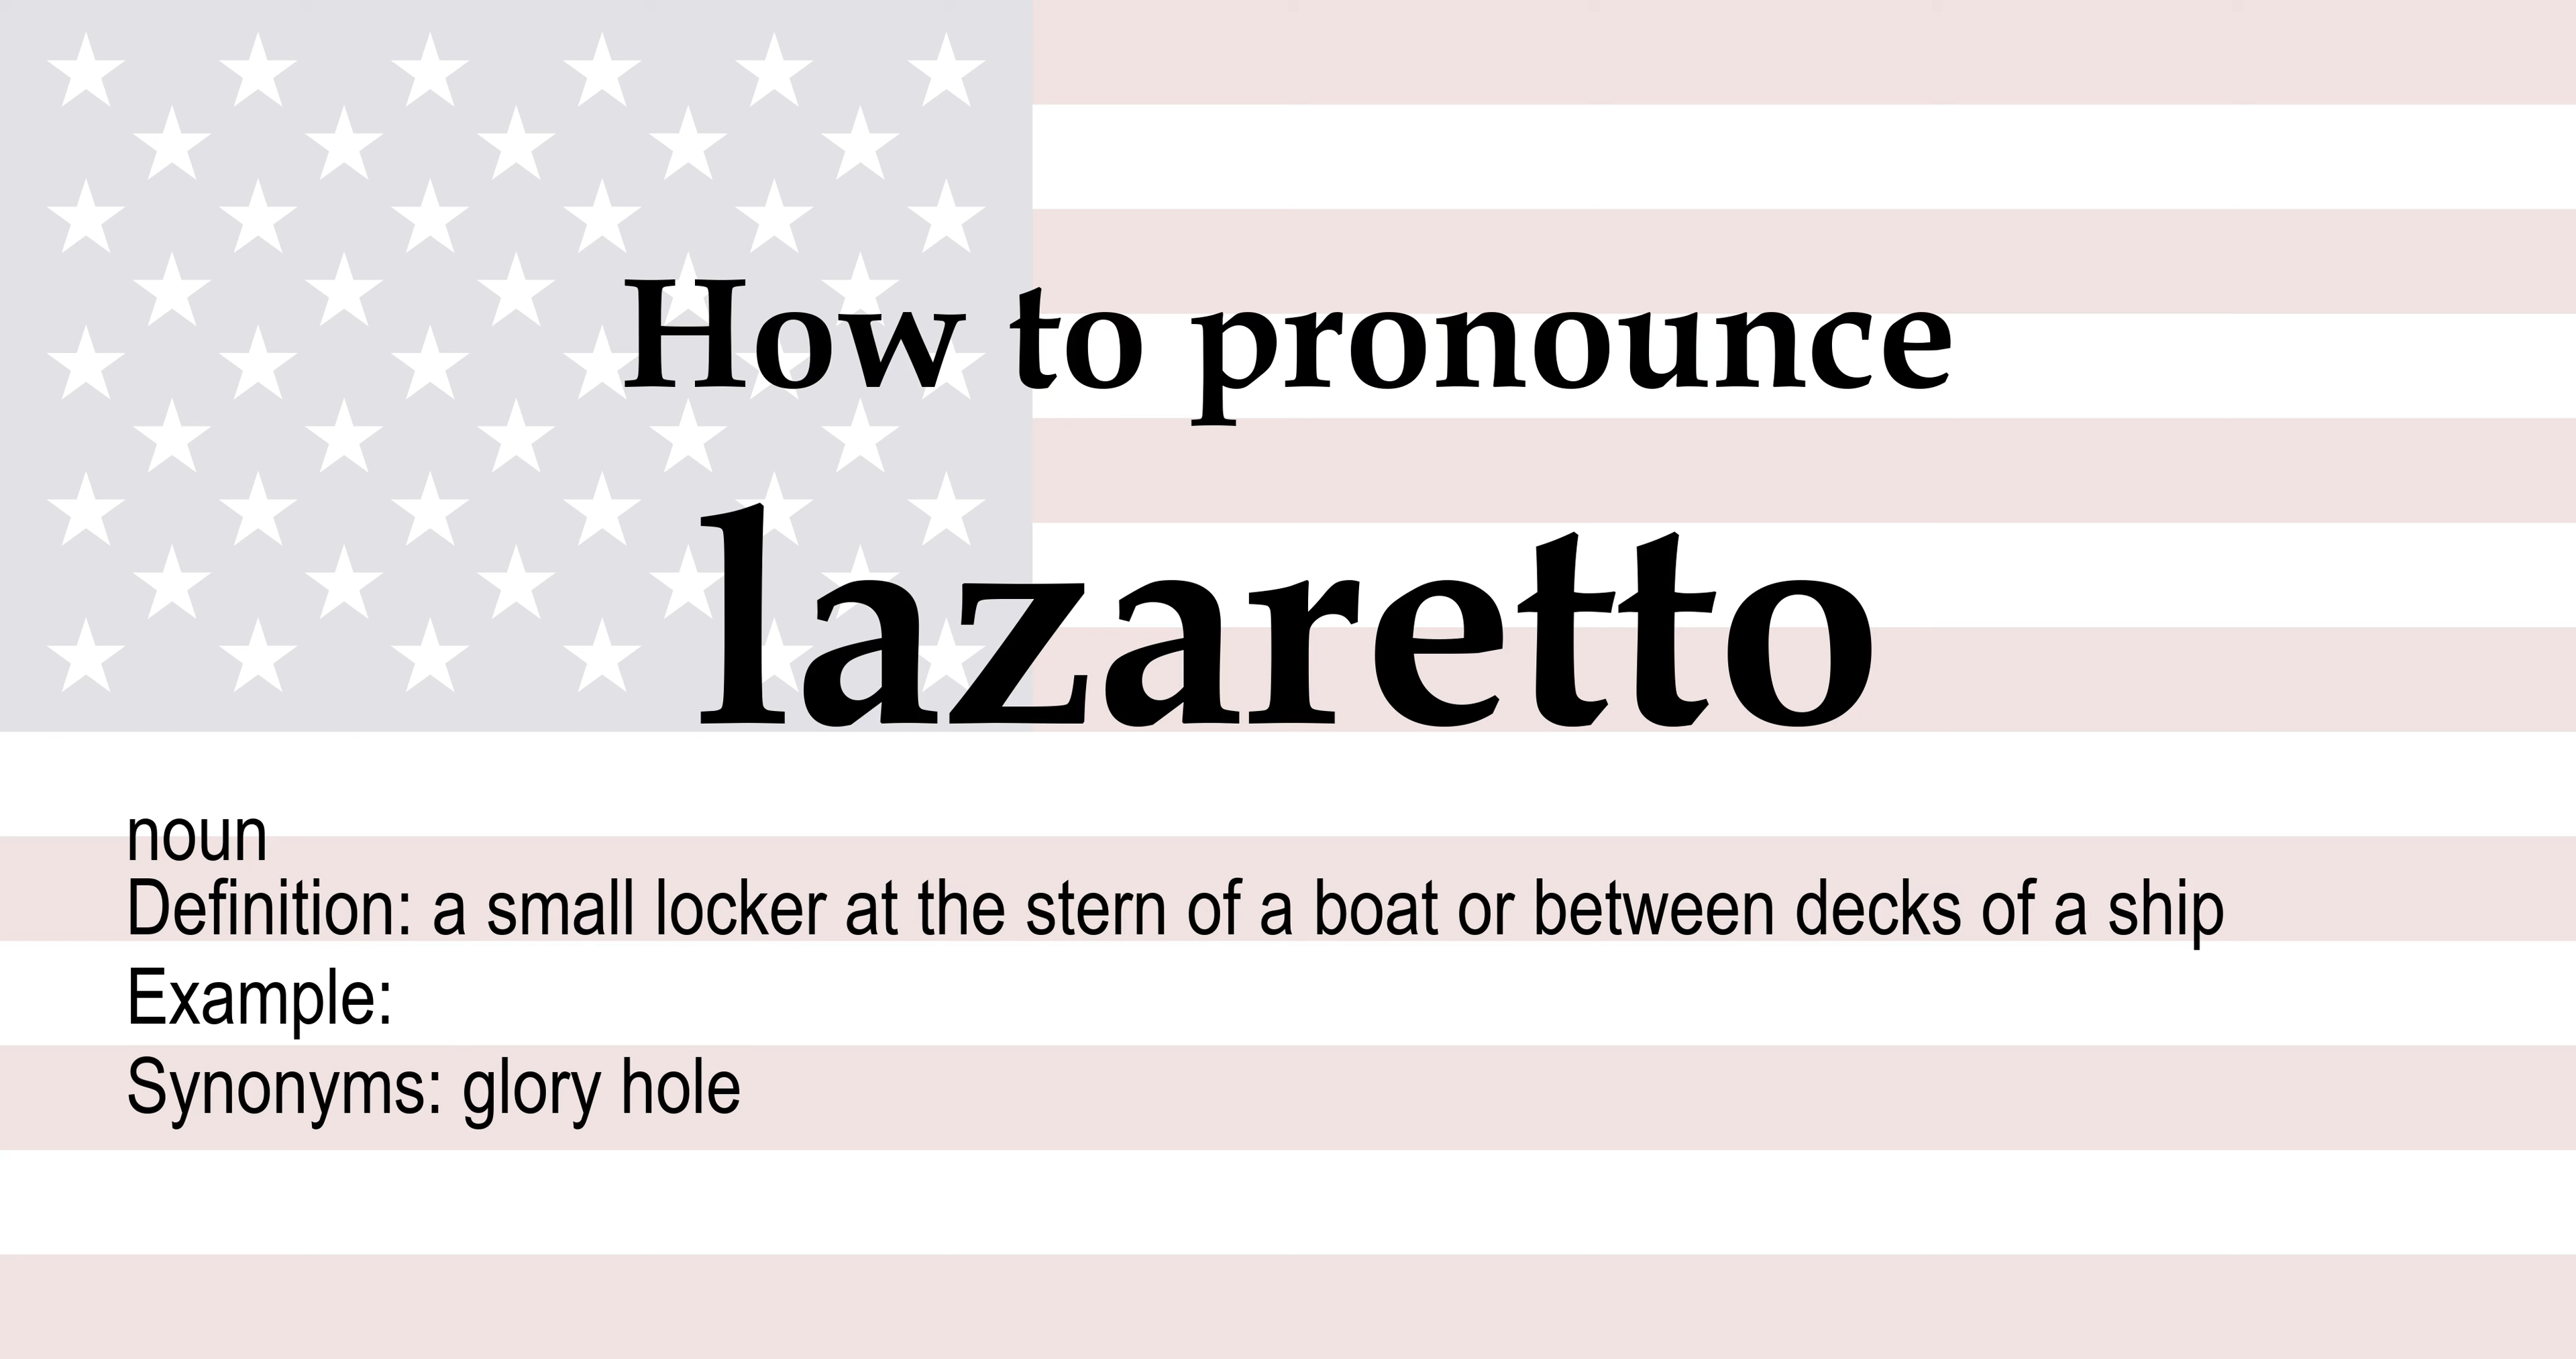 How to pronounce
lazaretto
noun
Definition: a small locker at the stern of a boat or between decks of a ship
Example:
Synonyms: glory hole